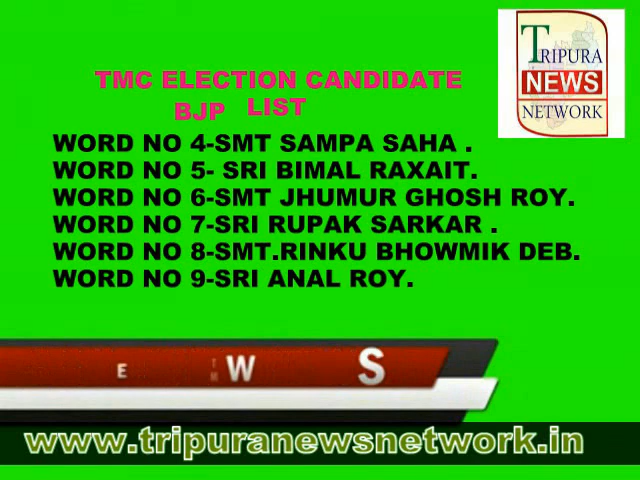 TRIPURA
NEWS
NETWORK
TMC ELECTION CANDIDATE
BJP LIST
WORD NO 4-SMT SAMPA SAHA .
WORD NO 5- SRI BIMAL RAXAIT.
WORD NO 6-SMT JHUMUR GHOSH ROY.
WORD NO 7-SRI RUPAK SARKAR .
WORD NO 8-SMT.RINKU BHOWMIK DEB.
WORD NO 9-SRI ANAL ROY.
E W S
www.tripuranewsnetwork.in